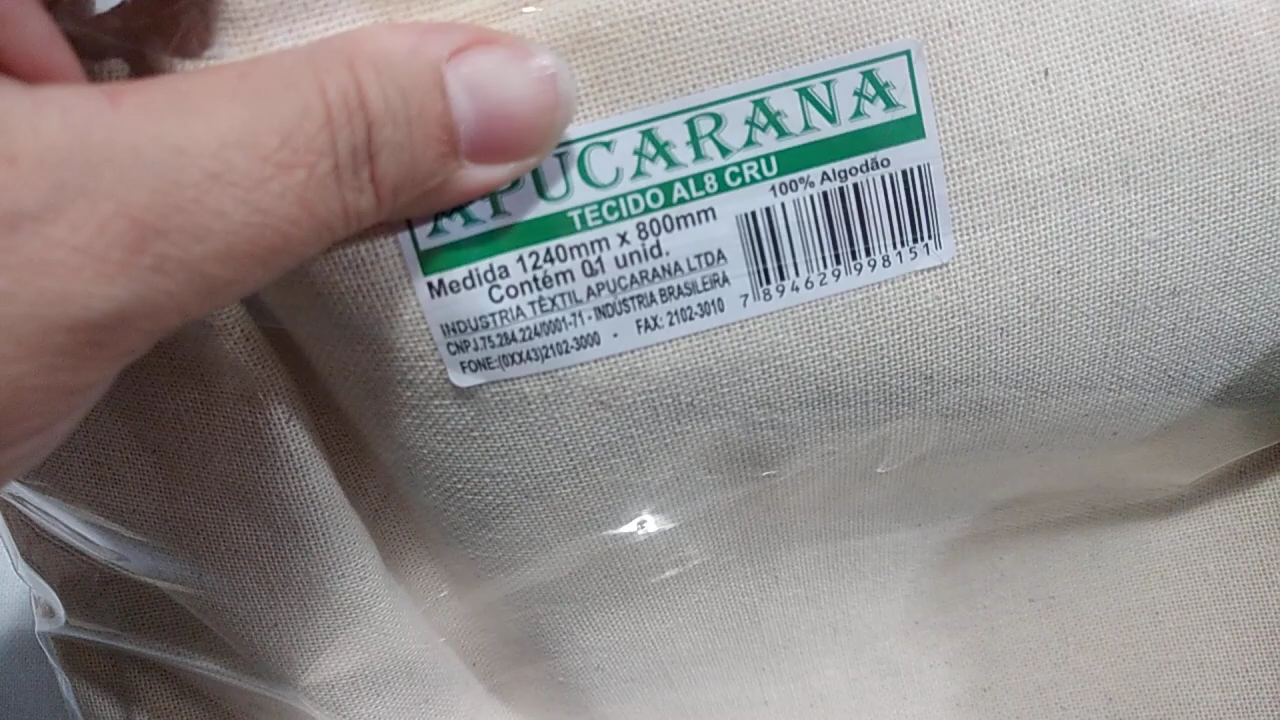 APUCARANA
TECIDO AL8 CRU
100% Algodão
Medida 1240mm x 800mm
Contém 01 unid.
INDUSTRIA TÊXTIL APUCARANA LTDA
CNPJ.75.284.224/0001-71 - INDÚSTRIA BRASILEIRA
FONE:(0XX43)2102-3000 - FAX: 2102-3010
7 894629 998151